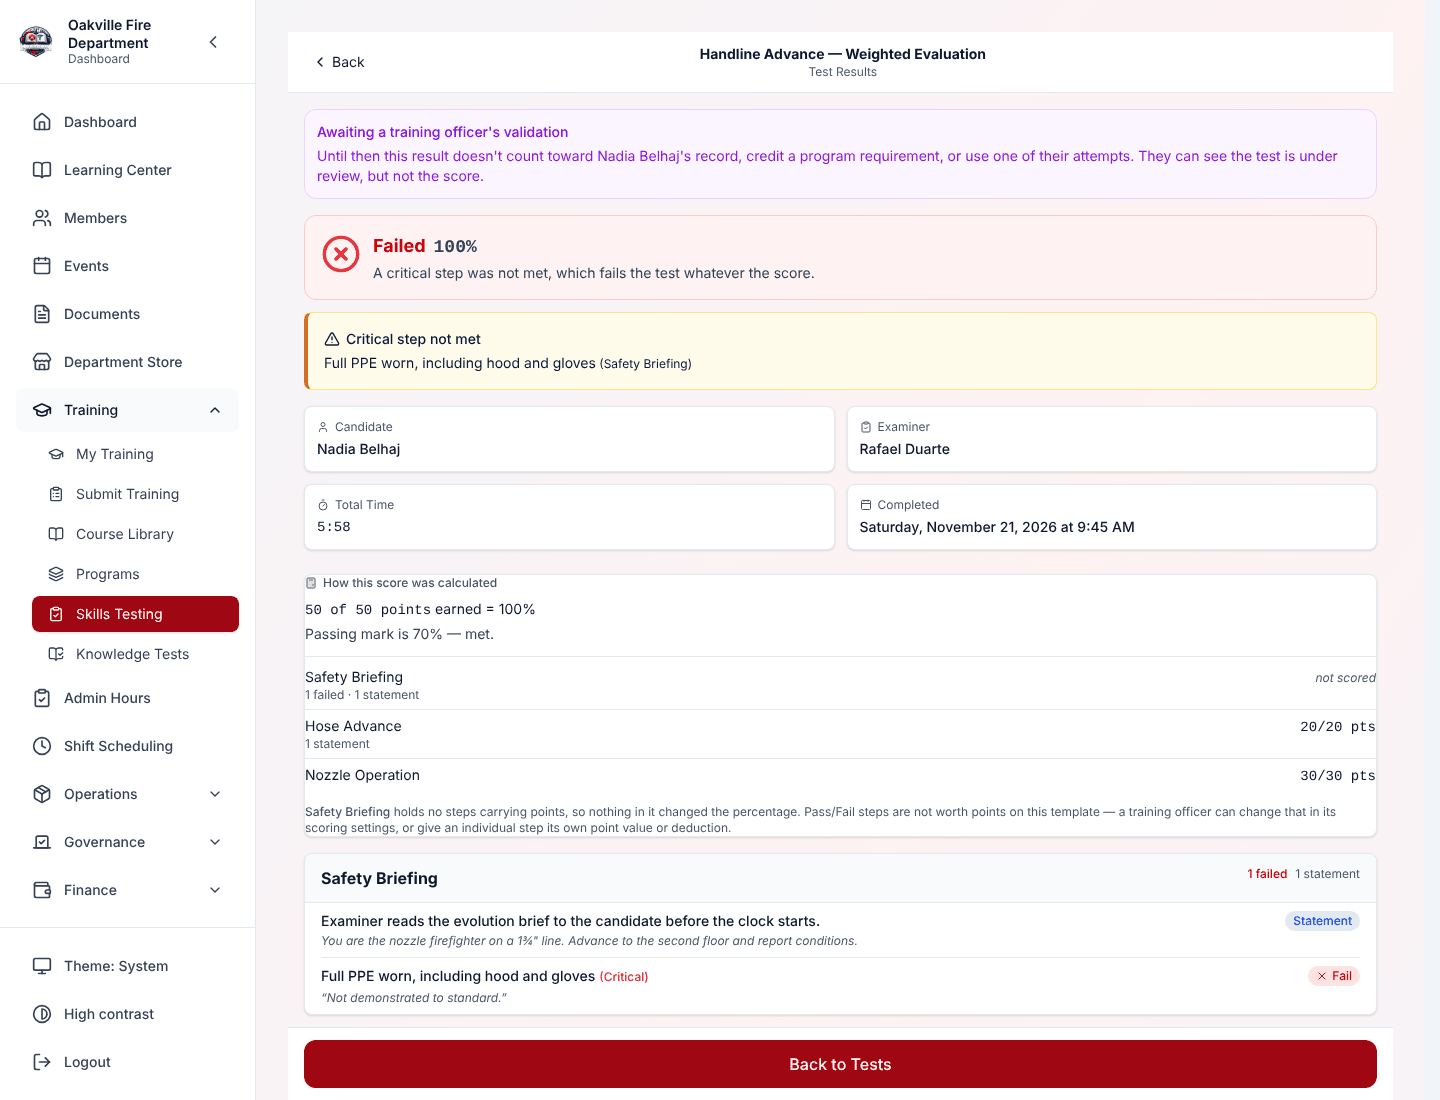 Oakville Fire
Department
Dashboard
Dashboard
Learning Center
Members
Events
Documents
Department Store
Training
My Training
Submit Training
Course Library
Programs
Skills Testing
Knowledge Tests
Admin Hours
Shift Scheduling
Operations
Governance
Finance
Theme: System
High contrast
Logout
Back
Handline Advance — Weighted Evaluation
Test Results
Awaiting a training officer's validation
Until then this result doesn't count toward Nadia Belhaj's record, credit a program requirement, or use one of their attempts. They can see the test is under
review, but not the score.
Failed 100%
A critical step was not met, which fails the test whatever the score.
Critical step not met
Full PPE worn, including hood and gloves (Safety Briefing)
Candidate
Nadia Belhaj
Examiner
Rafael Duarte
Total Time
5:58
Completed
Saturday, November 21, 2026 at 9:45 AM
How this score was calculated
50 of 50 points earned = 100%
Passing mark is 70% — met.
Safety Briefing not scored
1 failed · 1 statement
Hose Advance 20/20 pts
1 statement
Nozzle Operation 30/30 pts
Safety Briefing holds no steps carrying points, so nothing in it changed the percentage. Pass/Fail steps are not worth points on this template — a training officer can change that in its
scoring settings, or give an individual step its own point value or deduction.
Safety Briefing 1 failed 1 statement
Examiner reads the evolution brief to the candidate before the clock starts. Statement
You are the nozzle firefighter on a 1¾" line. Advance to the second floor and report conditions.
Full PPE worn, including hood and gloves (Critical) Fail
“Not demonstrated to standard.”
Back to Tests